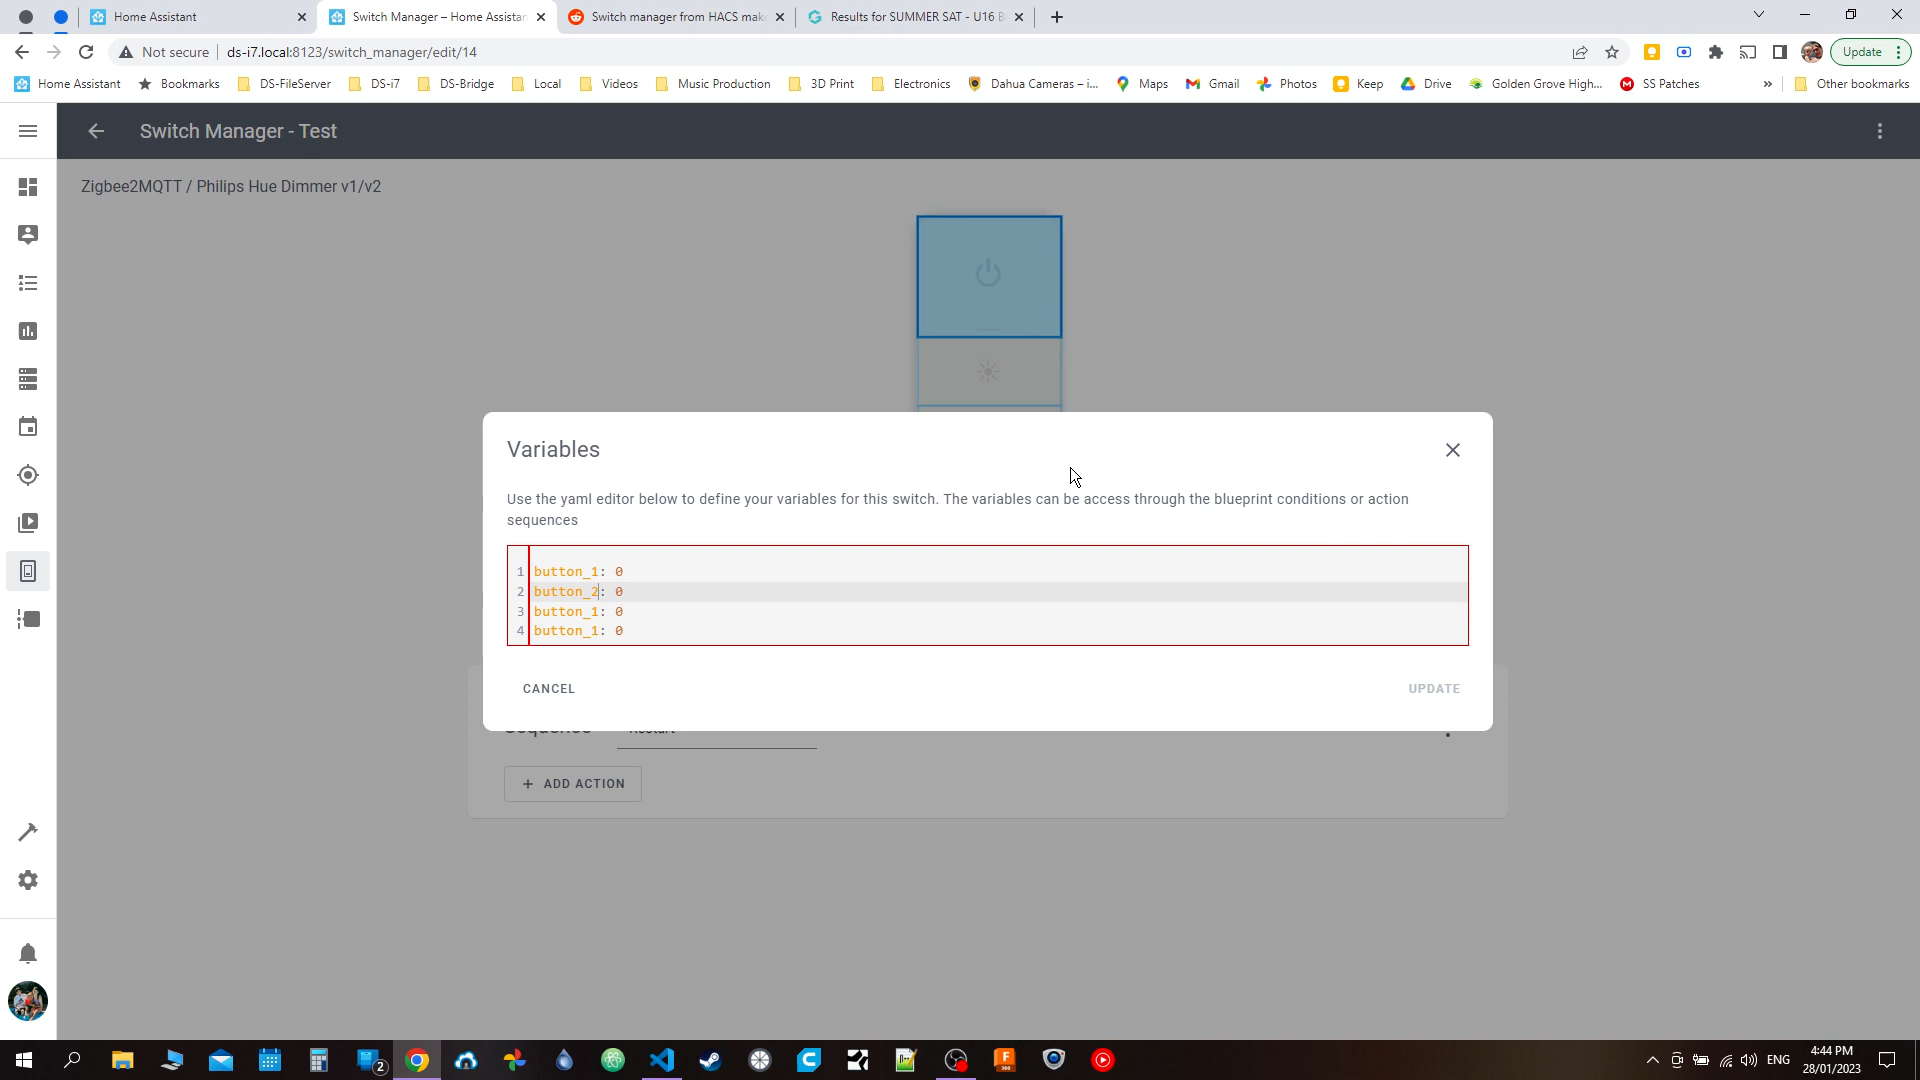 Home Assistant
Switch Manager – Home Assistan
Switch manager from HACS make
Results for SUMMER SAT - U16 B
Not secure
ds-i7.local:8123/switch_manager/edit/14
Update
Home Assistant
Bookmarks
DS-FileServer
DS-i7
DS-Bridge
Local
Videos
Music Production
3D Print
Electronics
Dahua Cameras – i...
Maps
Gmail
Photos
Keep
Drive
Golden Grove High...
SS Patches
»
Other bookmarks
Switch Manager - Test
Zigbee2MQTT / Philips Hue Dimmer v1/v2
Variables
Use the yaml editor below to define your variables for this switch. The variables can be access through the blueprint conditions or action
sequences
1 button_1: 0
2 button_2: 0
3 button_1: 0
4 button_1: 0
CANCEL
UPDATE
Sequence
Restart
+ ADD ACTION
2
ENG
4:44 PM
28/01/2023